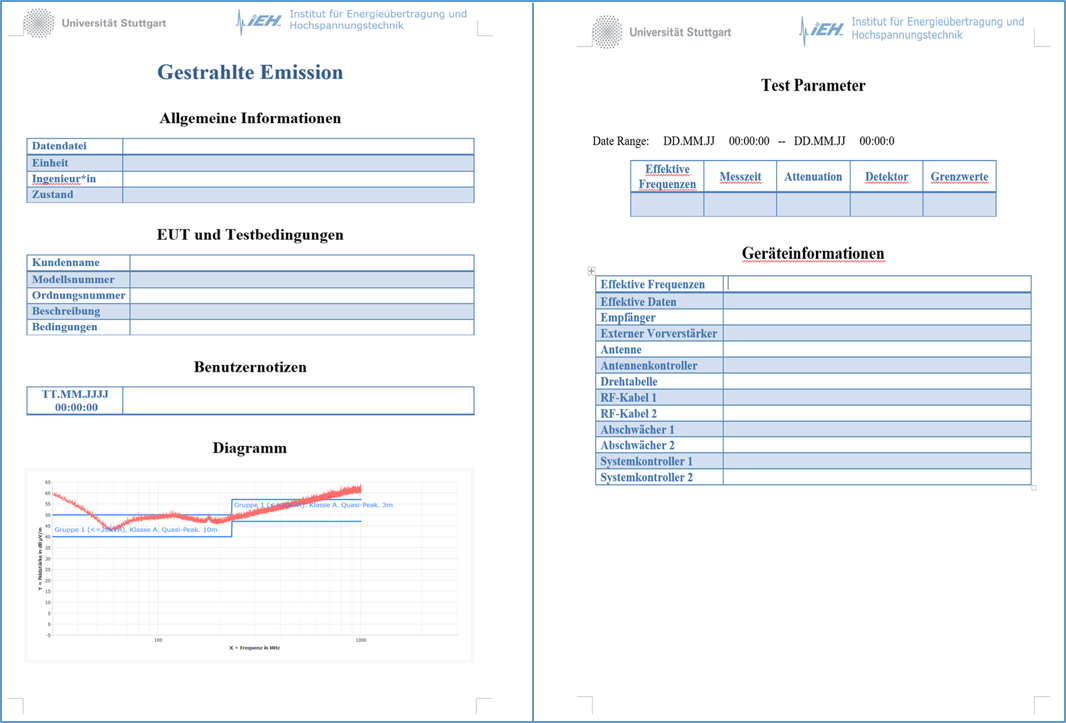 Universität Stuttgart
iEH
Institut für Energieübertragung und
Hochspannungstechnik
Gestrahlte Emission
Allgemeine Informationen
Datendatei
Einheit
Ingenieur*in
Zustand
EUT und Testbedingungen
Kundenname
Modellsnummer
Ordnungsnummer
Beschreibung
Bedingungen
Benutzernotizen
TT.MM.JJJJ
00:00:00
Diagramm
65
60
55
50
45
40
35
30
25
20
15
10
5
0
-5
Y = Feldstärke in dBµV/m
Gruppe 1 (<=20kVA), Klasse A, Quasi-Peak, 3m
Gruppe 1 (<=20kVA), Klasse A, Quasi-Peak, 10m
100 1000
X = Frequenz in MHz
Universität Stuttgart
iEH
Institut für Energieübertragung und
Hochspannungstechnik
Test Parameter
Date Range: DD.MM.JJ 00:00:00 -- DD.MM.JJ 00:00:0
Effektive Frequenzen Messzeit Attenuation Detektor Grenzwerte
Geräteinformationen
Effektive Frequenzen
Effektive Daten
Empfänger
Externer Vorverstärker
Antenne
Antennenkontroller
Drehtabelle
RF-Kabel 1
RF-Kabel 2
Abschwächer 1
Abschwächer 2
Systemkontroller 1
Systemkontroller 2